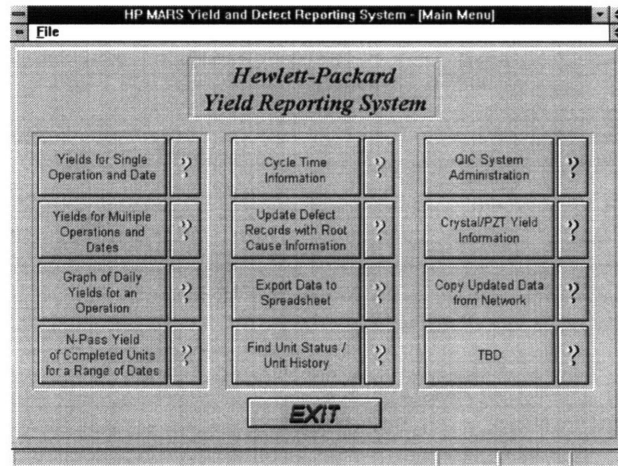 HP MARS Yield and Defect Reporting System - [Main Menu]
File
Hewlett-Packard
Yield Reporting System
Yields for Single
Operation and Date
?
Cycle Time
Information
?
QIC System
Administration
?
Yields for Multiple
Operations and
Dates
?
Update Defect
Records with Root
Cause Information
?
Crystal/PZT Yield
Information
?
Graph of Daily
Yields for an
Operation
?
Export Data to
Spreadsheet
?
Copy Updated Data
from Network
?
N-Pass Yield
of Completed Units
for a Range of Dates
?
Find Unit Status /
Unit History
?
TBD
?
EXIT